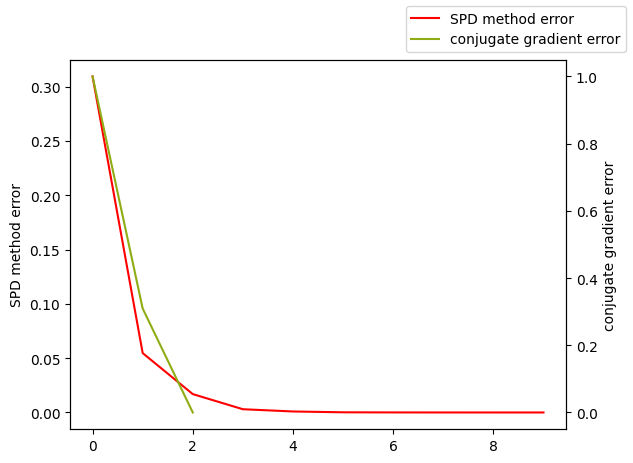 SPD method error
conjugate gradient error
0.30
0.25
0.20
0.15
0.10
0.05
0.00
SPD method error
1.0
0.8
0.6
0.4
0.2
0.0
conjugate gradient error
0 2 4 6 8